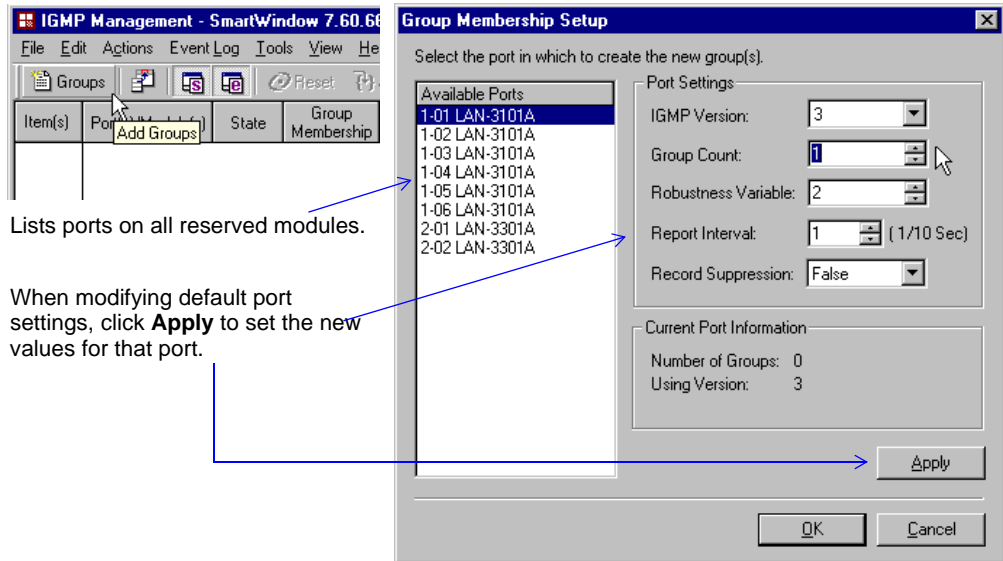 IGMP Management - SmartWindow 7.60.66
File Edit Actions Event Log Tools View He
Groups Reset
Item(s) State Group Membership
Add Groups
Lists ports on all reserved modules.
When modifying default port
settings, click Apply to set the new
values for that port.
Group Membership Setup
Select the port in which to create the new group(s).
Available Ports
1-01 LAN-3101A
1-02 LAN-3101A
1-03 LAN-3101A
1-04 LAN-3101A
1-05 LAN-3101A
1-06 LAN-3101A
2-01 LAN-3301A
2-02 LAN-3301A
Port Settings
IGMP Version: 3
Group Count: 1
Robustness Variable: 2
Report Interval: 1 (1/10 Sec)
Record Suppression: False
Current Port Information
Number of Groups: 0
Using Version: 3
Apply
OK Cancel